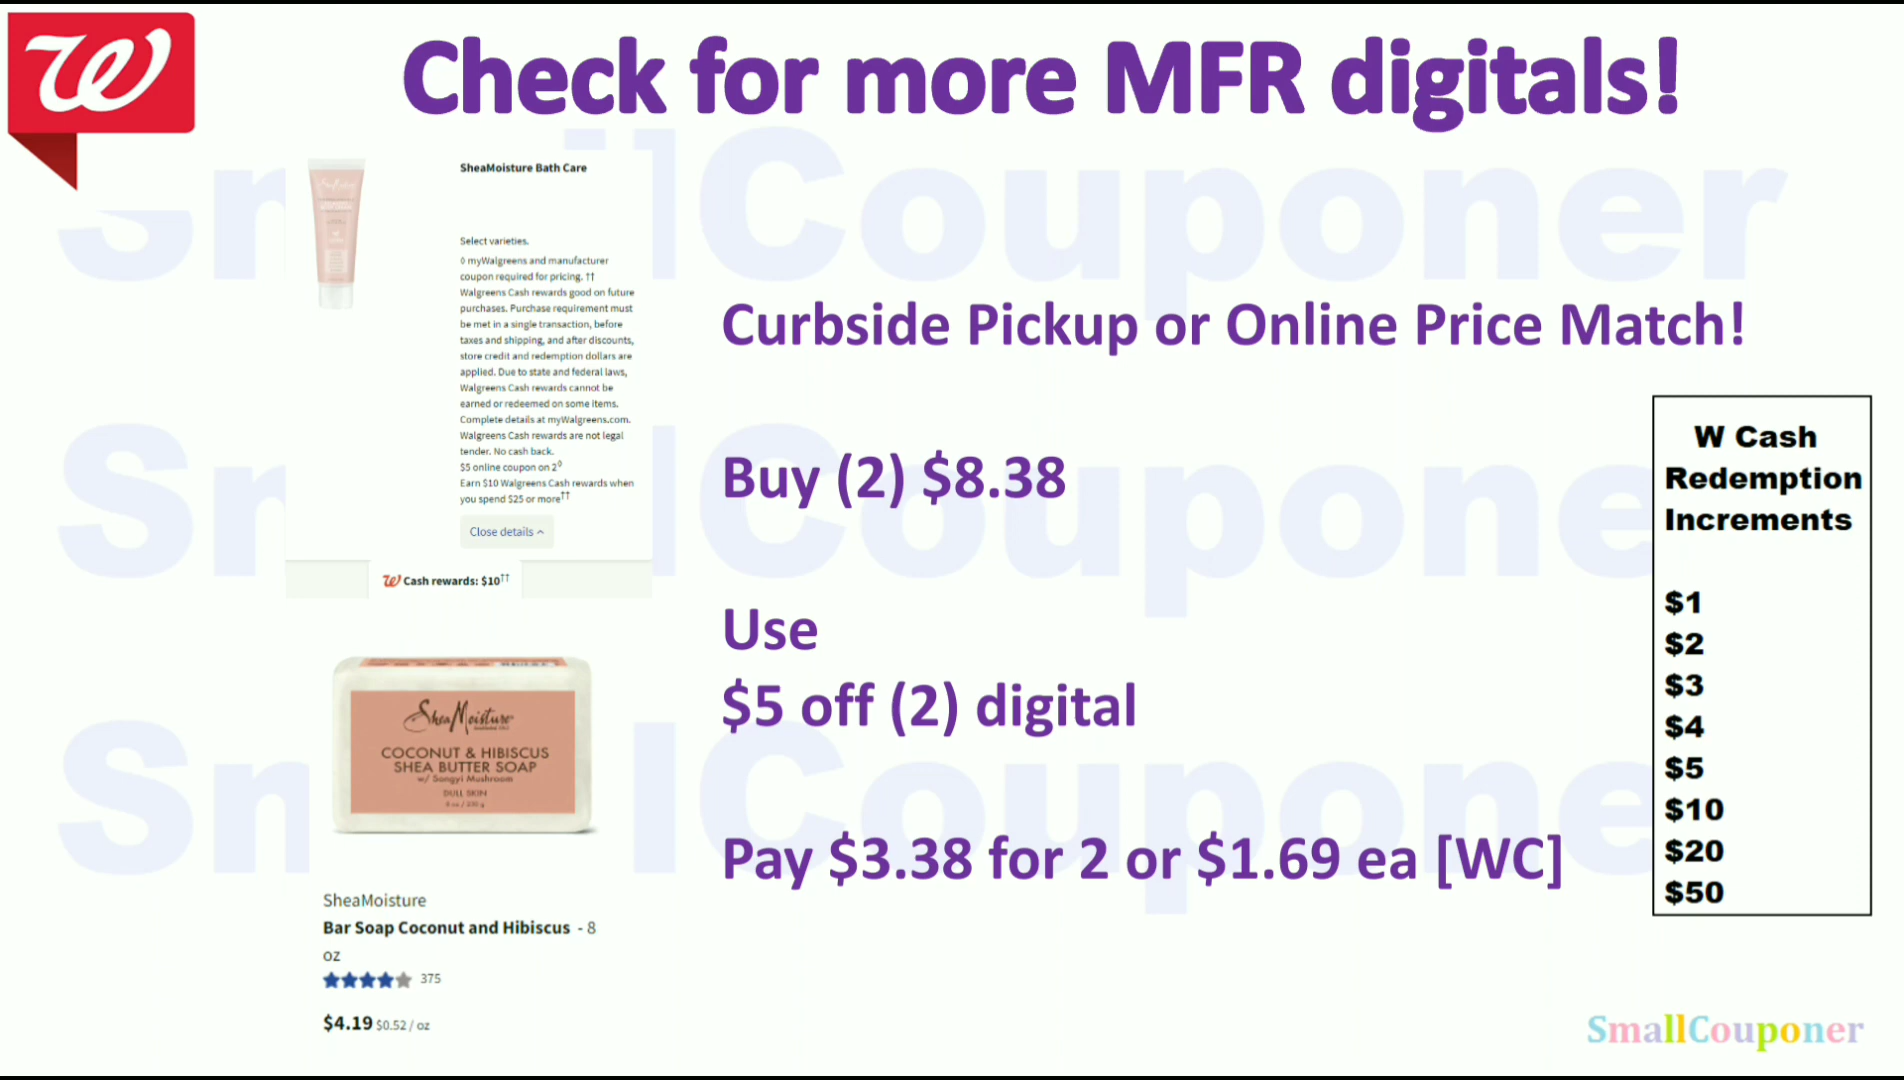 Check for more MFR digitals!
SheaMoisture Bath Care
Select varieties.
◊ myWalgreens and manufacturer
coupon required for pricing. ††
Walgreens Cash rewards good on future
purchases. Purchase requirement must
be met in a single transaction, before
taxes and shipping, and after discounts,
store credit and redemption dollars are
applied. Due to state and federal laws,
Walgreens Cash rewards cannot be
earned or redeemed on some items.
Complete details at myWalgreens.com.
Walgreens Cash rewards are not legal
tender. No cash back.
$5 online coupon on 2◊
Earn $10 Walgreens Cash rewards when
you spend $25 or more††
Close details
W Cash rewards: $10††
SheaMoisture
COCONUT & HIBISCUS
SHEA BUTTER SOAP
w/ Songyi Mushroom
DULL SKIN
8 oz / 230 g
SheaMoisture
Bar Soap Coconut and Hibiscus - 8
oz
375
$4.19 $0.52 / oz
Curbside Pickup or Online Price Match!
Buy (2) $8.38
Use
$5 off (2) digital
Pay $3.38 for 2 or $1.69 ea [WC]
W Cash
Redemption
Increments
$1
$2
$3
$4
$5
$10
$20
$50
SmallCouponer